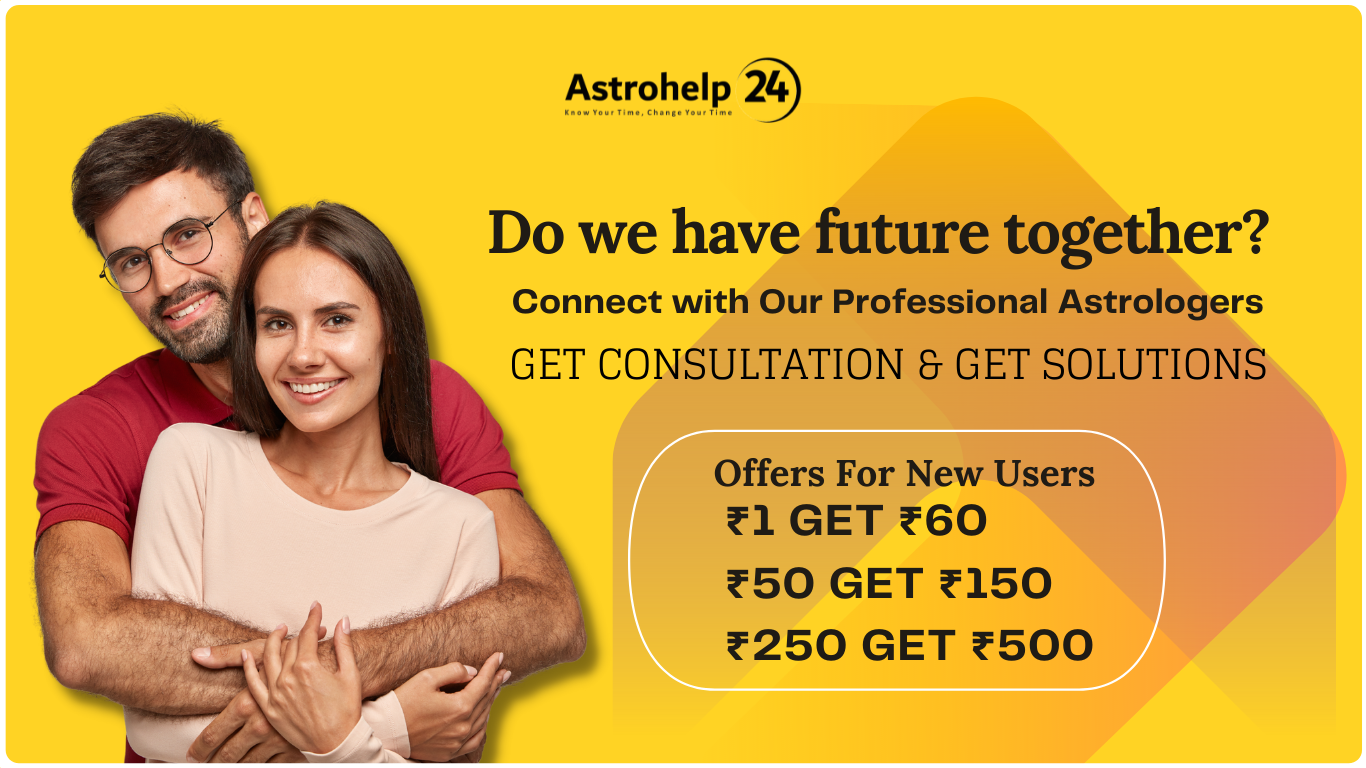 Astrohelp 24
Know Your Time, Change Your Time
Do we have future together?
Connect with Our Professional Astrologers
GET CONSULTATION & GET SOLUTIONS
Offers For New Users
₹1 GET ₹60
₹50 GET ₹150
₹250 GET ₹500